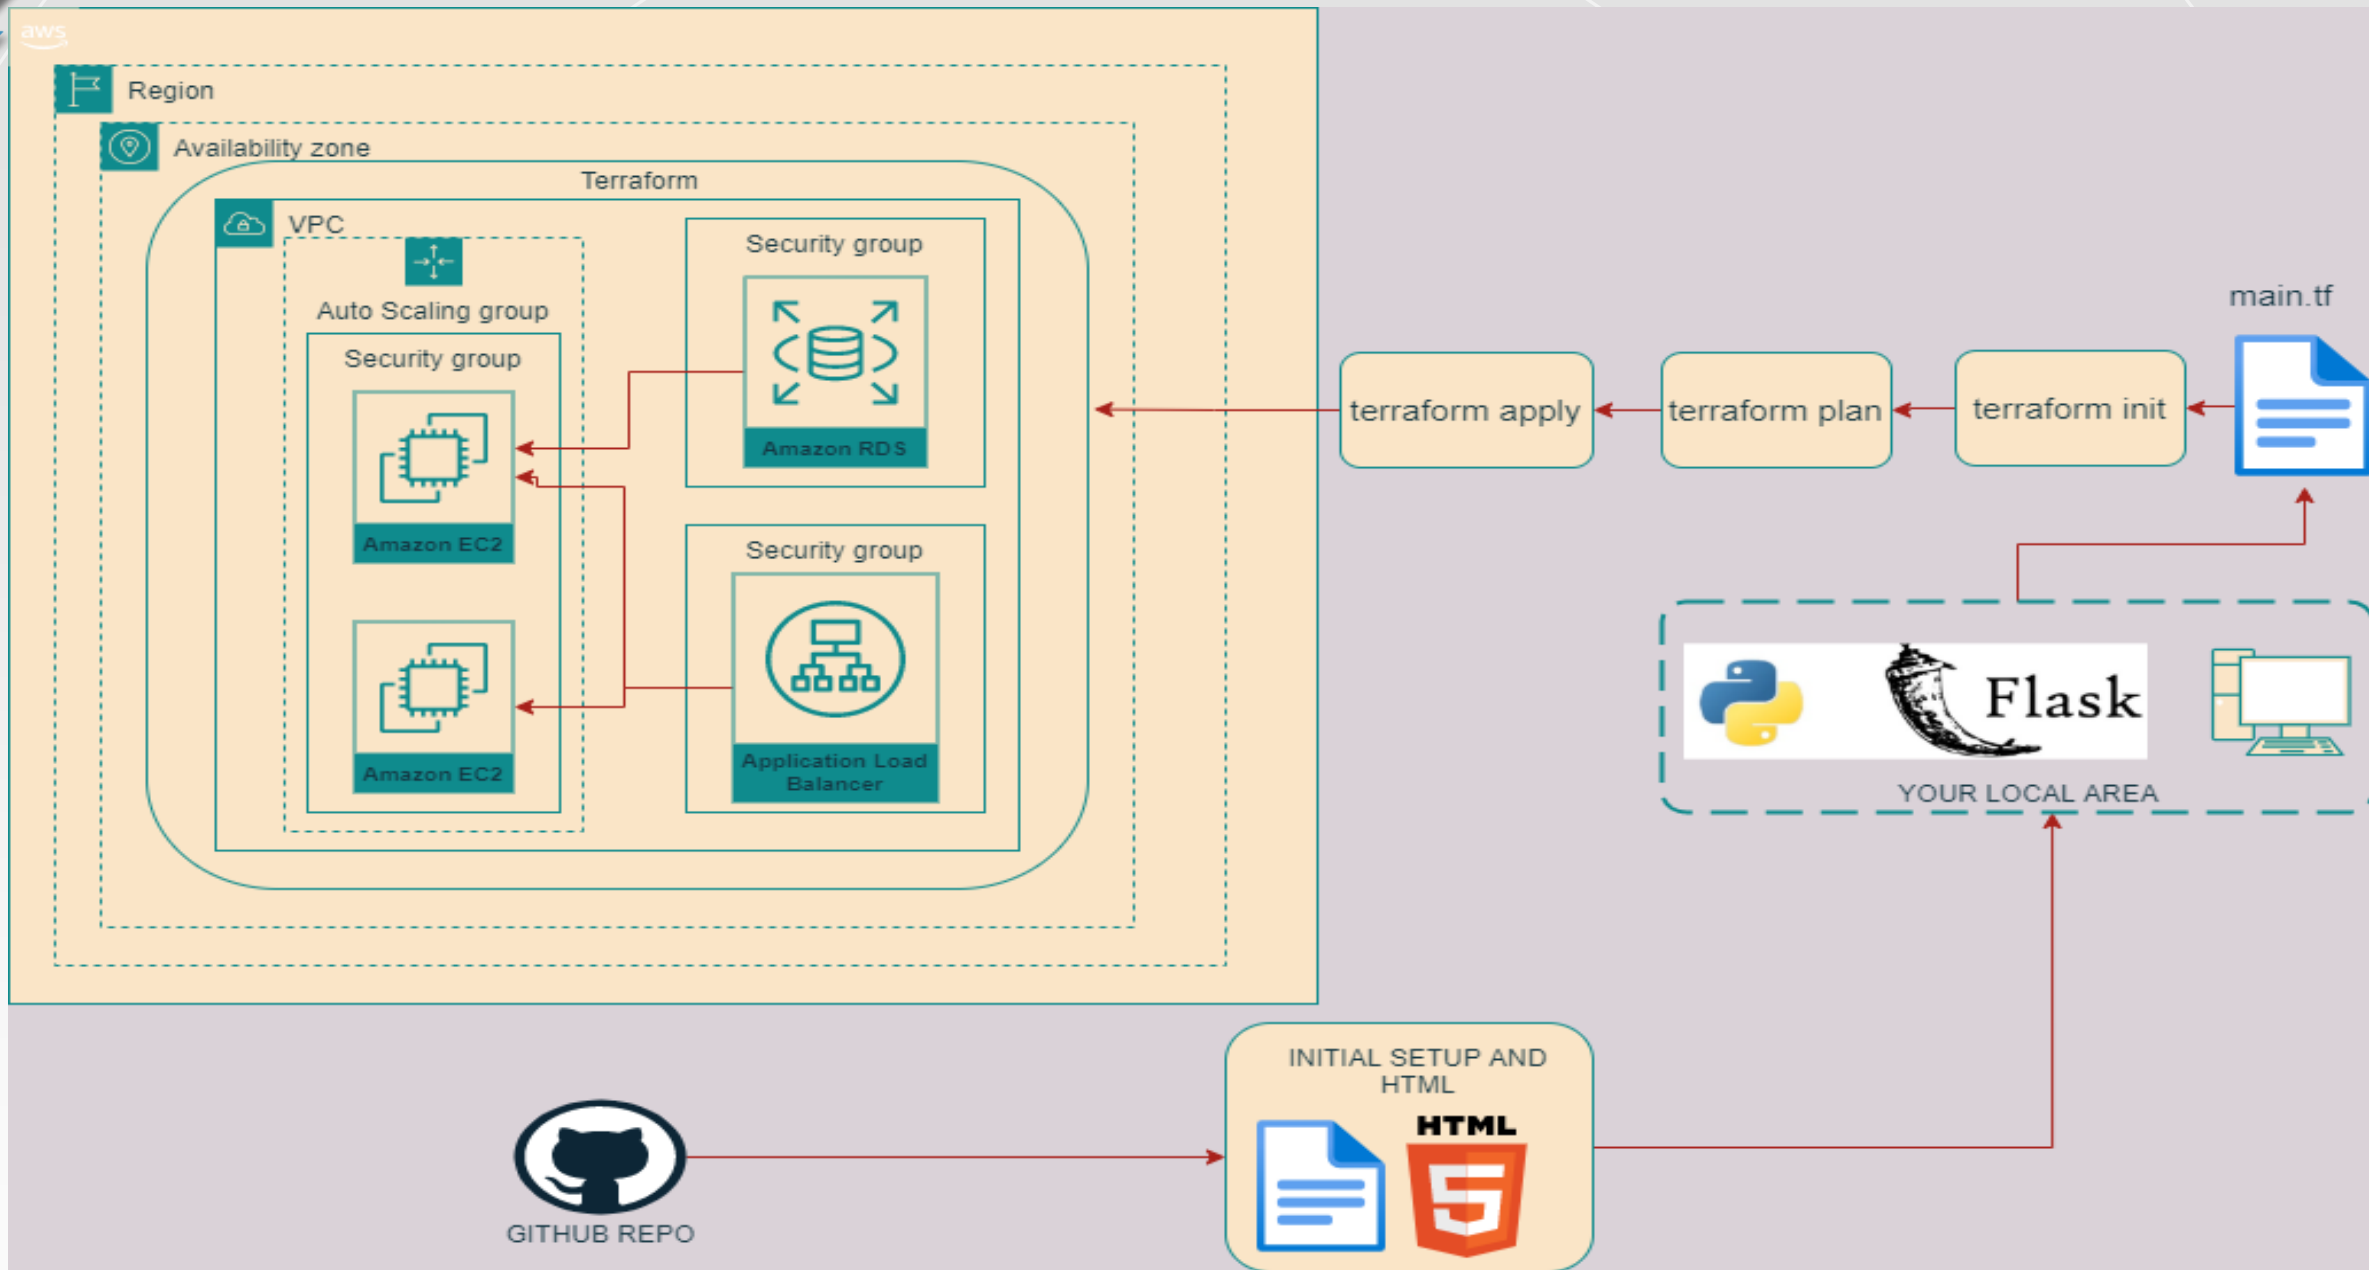 aws
Region
Availability zone
Terraform
VPC
Auto Scaling group
Security group
Amazon EC2
Amazon EC2
Security group
Amazon RDS
Security group
Application Load
Balancer
terraform apply
terraform plan
terraform init
main.tf
Flask
YOUR LOCAL AREA
GITHUB REPO
INITIAL SETUP AND
HTML
HTML
5